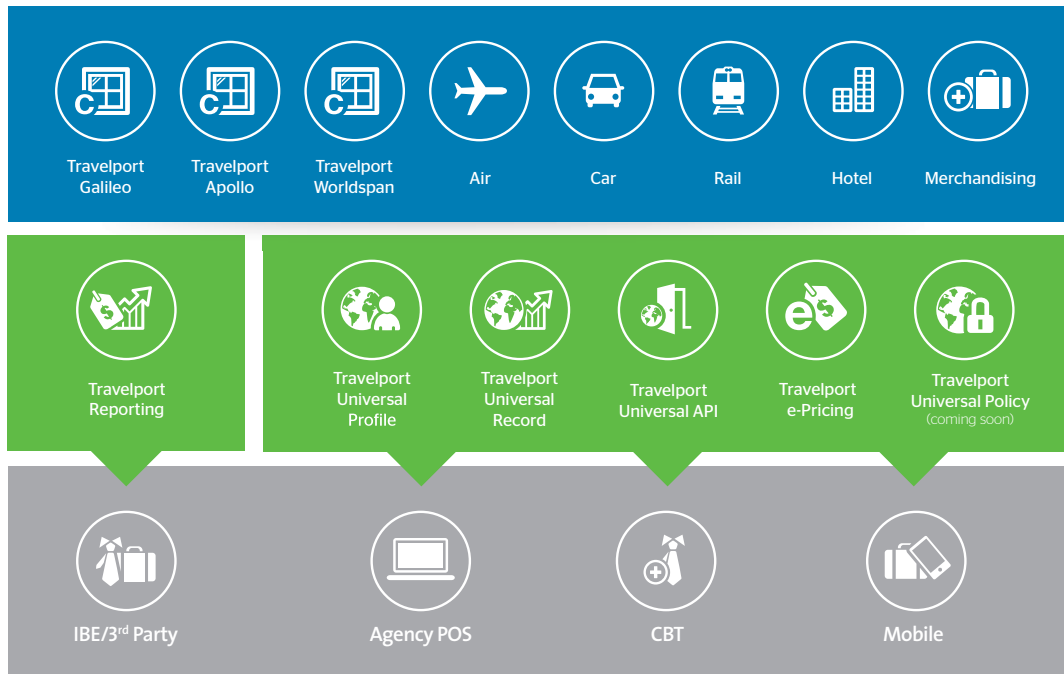 Travelport
Galileo
Travelport
Apollo
Travelport
Worldspan
Air
Car
Rail
Hotel
Merchandising
Travelport
Reporting
Travelport
Universal
Profile
Travelport
Universal
Record
Travelport
Universal API
Travelport
e-Pricing
Travelport
Universal Policy
(coming soon)
IBE/3rd Party
Agency POS
CBT
Mobile
C
C
C
$
e
$